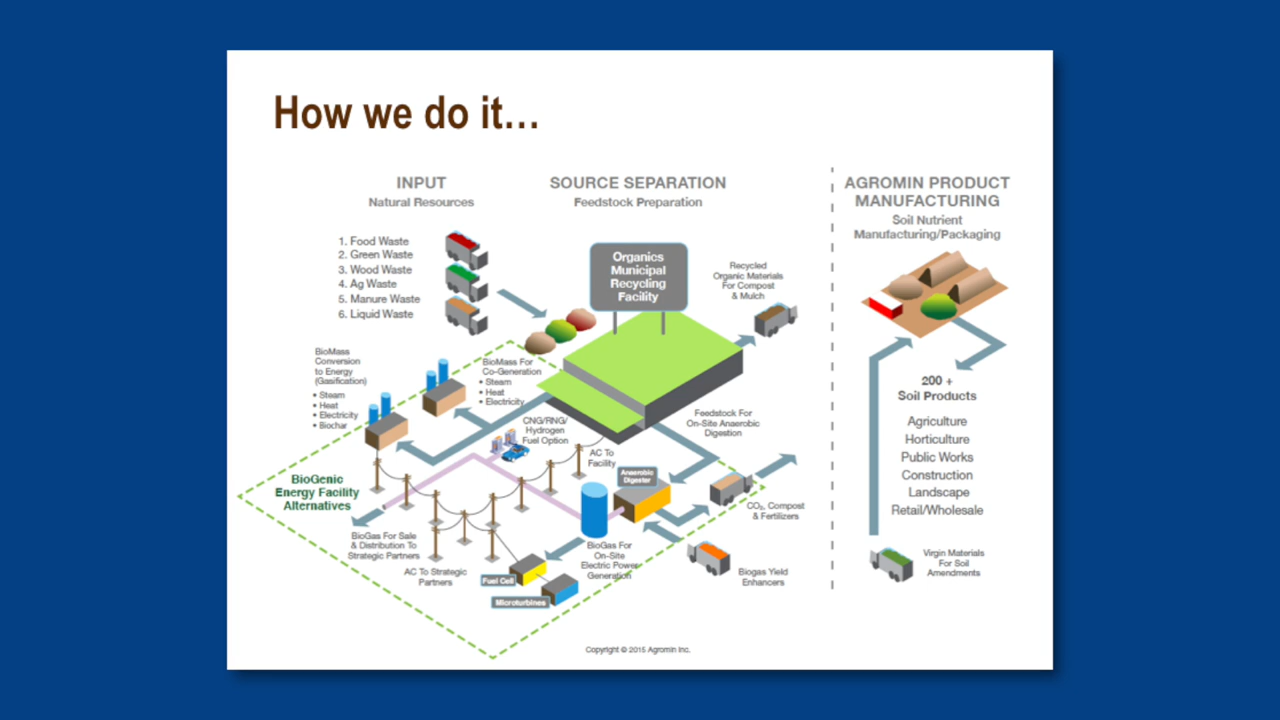 How we do it...
INPUT
Natural Resources
SOURCE SEPARATION
Feedstock Preparation
AGROMIN PRODUCT
MANUFACTURING
Soil Nutrient
Manufacturing/Packaging
1. Food Waste
2. Green Waste
3. Wood Waste
4. Ag Waste
5. Manure Waste
6. Liquid Waste
Organics
Municipal
Recycling
Facility
Recycled
Organic Materials
For Compost
& Mulch
BioMass
Conversion
to Energy
(Gasification)
• Steam
• Heat
• Electricity
• Biochar
BioMass For
Co-Generation
• Steam
• Heat
• Electricity
CNG/RNG/
Hydrogen
Fuel Option
AC To
Facility
Feedstock For
On-Site Anaerobic
Digestion
Anaerobic
Digester
BioGenic
Energy Facility
Alternatives
BioGas For Sale
& Distribution To
Strategic Partners
AC To Strategic
Partners
Fuel Cell
Microturbines
BioGas For
On-Site
Electric Power
Generation
CO₂, Compost
& Fertilizers
Biogas Yield
Enhancers
200 +
Soil Products
Agriculture
Horticulture
Public Works
Construction
Landscape
Retail/Wholesale
Virgin Materials
For Soil
Amendments
Copyright © 2015 Agromin Inc.